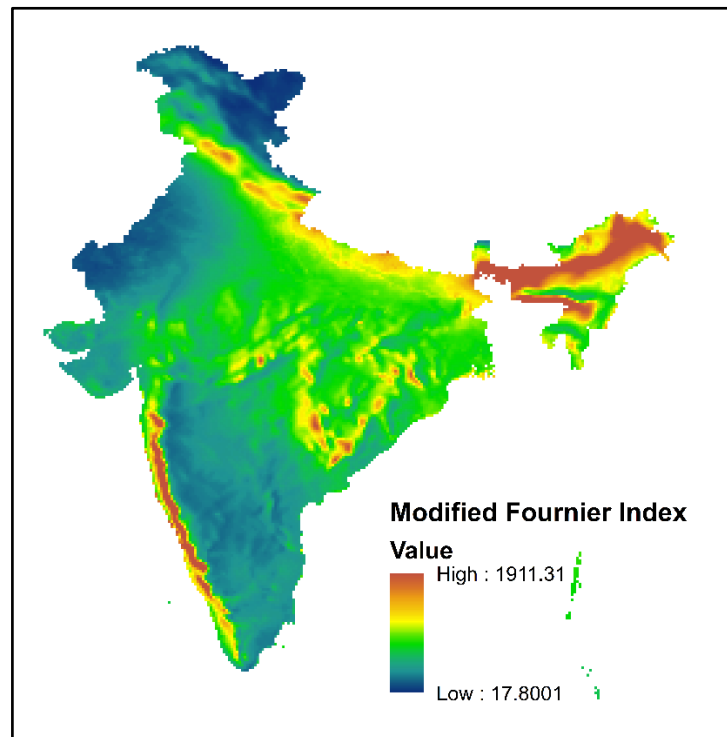 Modified Fournier Index
Value
High : 1911.31
Low : 17.8001